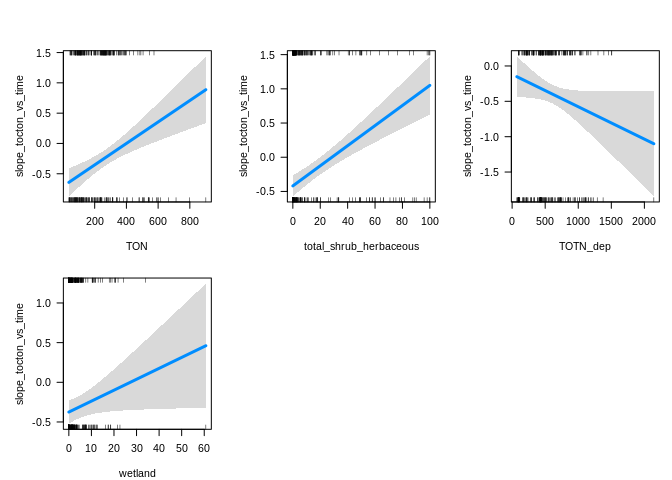 slope_tocton_vs_time
1.5
1.0
0.5
0.0
-0.5
200 400 600 800
TON
slope_tocton_vs_time
1.5
1.0
0.5
0.0
-0.5
0 20 40 60 80 100
total_shrub_herbaceous
slope_tocton_vs_time
0.0
-0.5
-1.0
-1.5
0 500 1000 1500 2000
TOTN_dep
slope_tocton_vs_time
1.0
0.5
0.0
-0.5
0 10 20 30 40 50 60
wetland